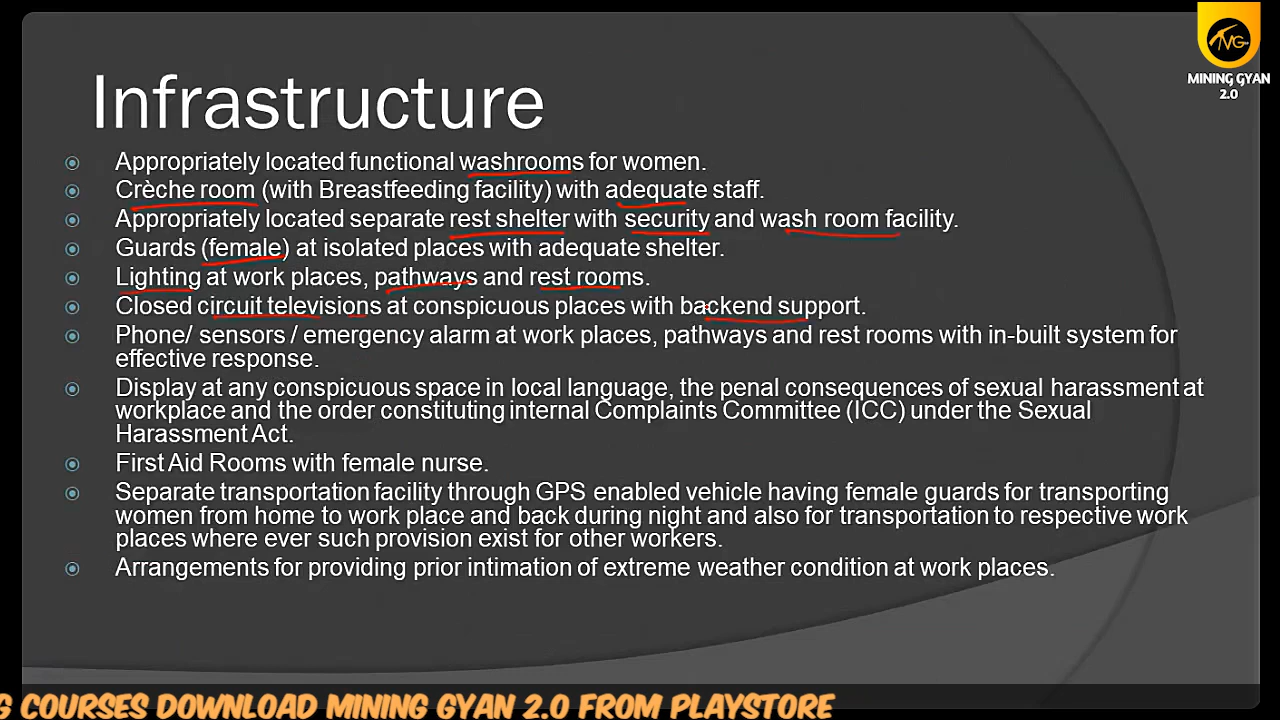 MINING GYAN
2.0
Infrastructure
Appropriately located functional washrooms for women.
Crèche room (with Breastfeeding facility) with adequate staff.
Appropriately located separate rest shelter with security and wash room facility.
Guards (female) at isolated places with adequate shelter.
Lighting at work places, pathways and rest rooms.
Closed circuit televisions at conspicuous places with backend support.
Phone/ sensors / emergency alarm at work places, pathways and rest rooms with in-built system for
effective response.
Display at any conspicuous space in local language, the penal consequences of sexual harassment at
workplace and the order constituting internal Complaints Committee (ICC) under the Sexual
Harassment Act.
First Aid Rooms with female nurse.
Separate transportation facility through GPS enabled vehicle having female guards for transporting
women from home to work place and back during night and also for transportation to respective work
places where ever such provision exist for other workers.
Arrangements for providing prior intimation of extreme weather condition at work places.
G COURSES DOWNLOAD MINING GYAN 2.0 FROM PLAYSTORE